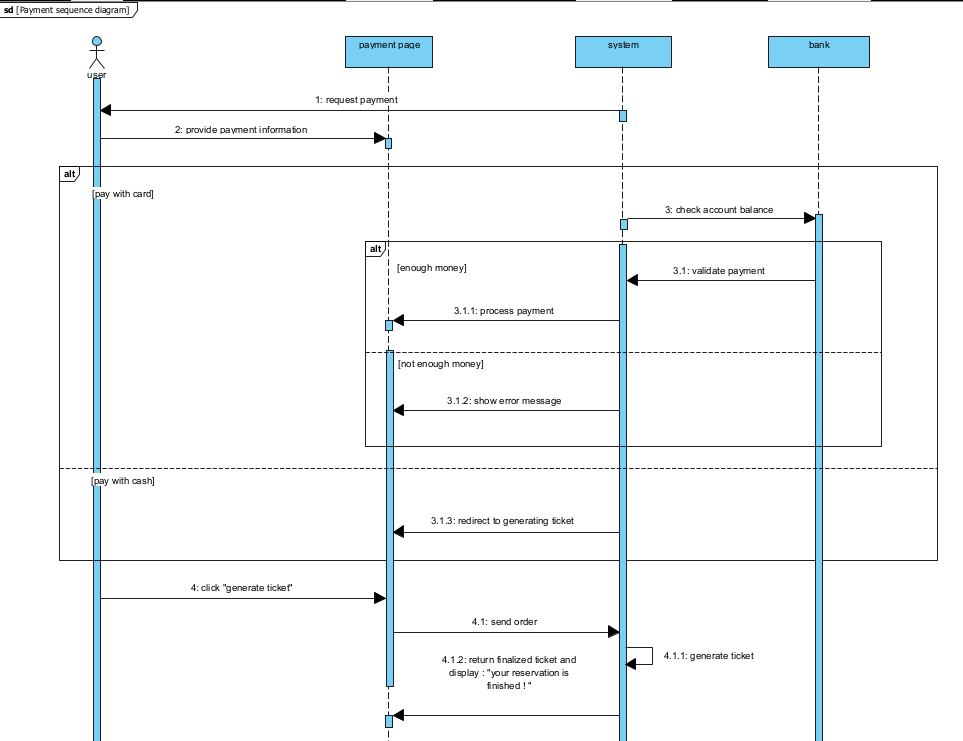 sd [Payment sequence diagram]
user
payment page
system
bank
1: request payment
2: provide payment information
alt
[pay with card]
3: check account balance
alt
[enough money]
3.1: validate payment
3.1.1: process payment
[not enough money]
3.1.2: show error message
[pay with cash]
3.1.3: redirect to generating ticket
4: click "generate ticket"
4.1: send order
4.1.1: generate ticket
4.1.2: return finalized ticket and
display : "your reservation is
finished ! "